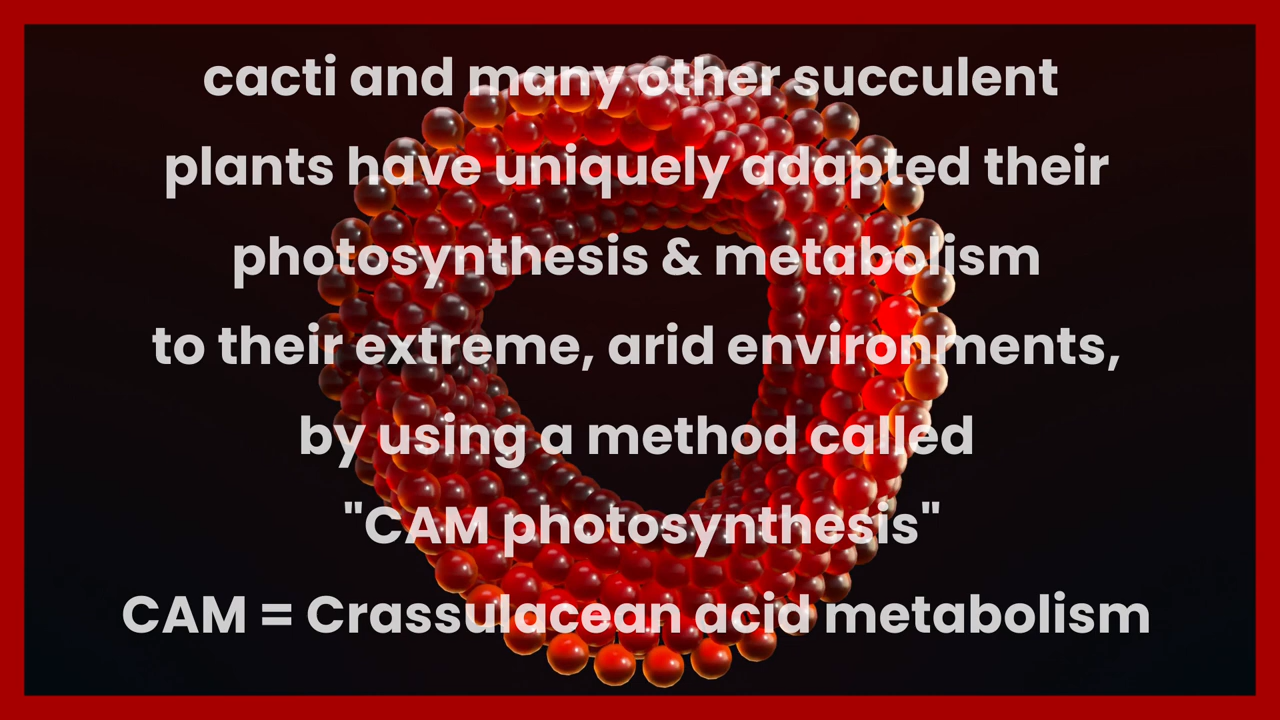 cacti and many other succulent
plants have uniquely adapted their
photosynthesis & metabolism
to their extreme, arid environments,
by using a method called
"CAM photosynthesis"
CAM = Crassulacean acid metabolism